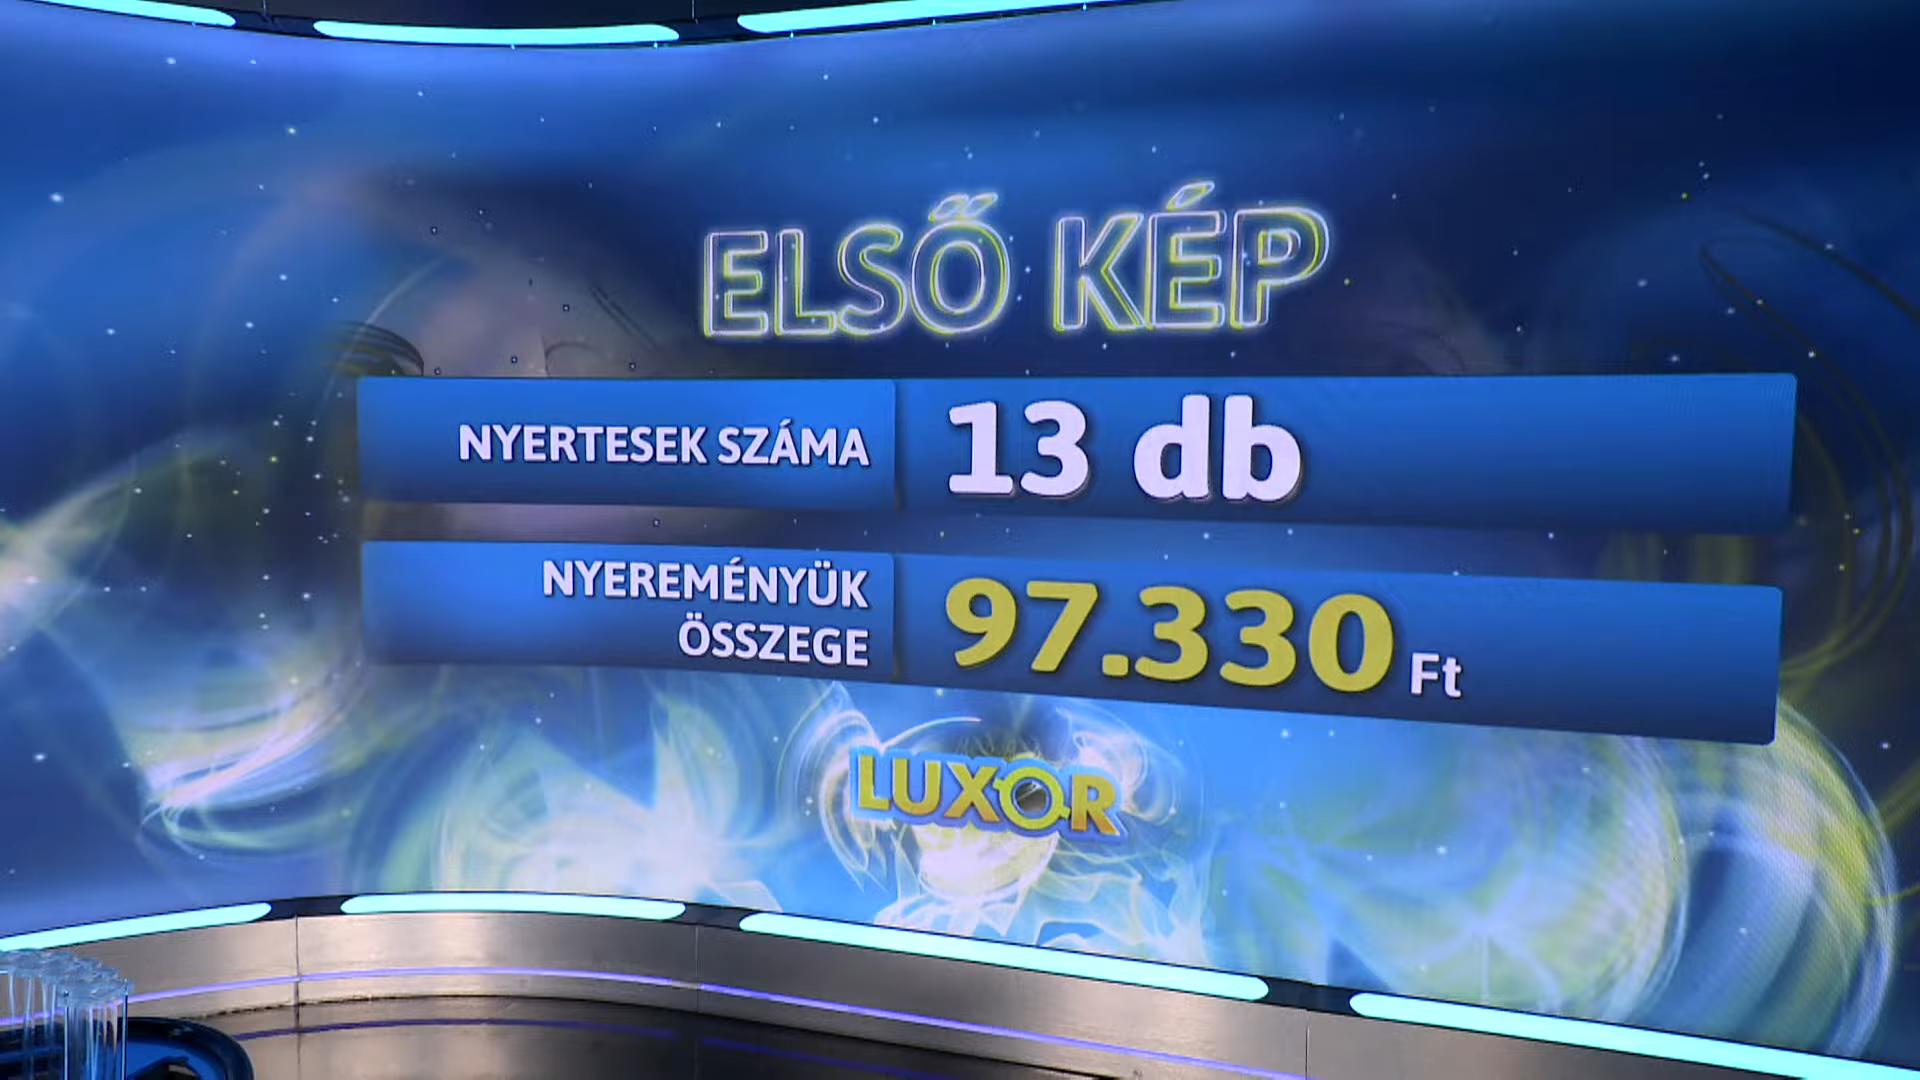 ELSŐ KÉP
NYERTESEK SZÁMA
13 db
NYEREMÉNYÜK
ÖSSZEGE
97.330 Ft
LUXOR